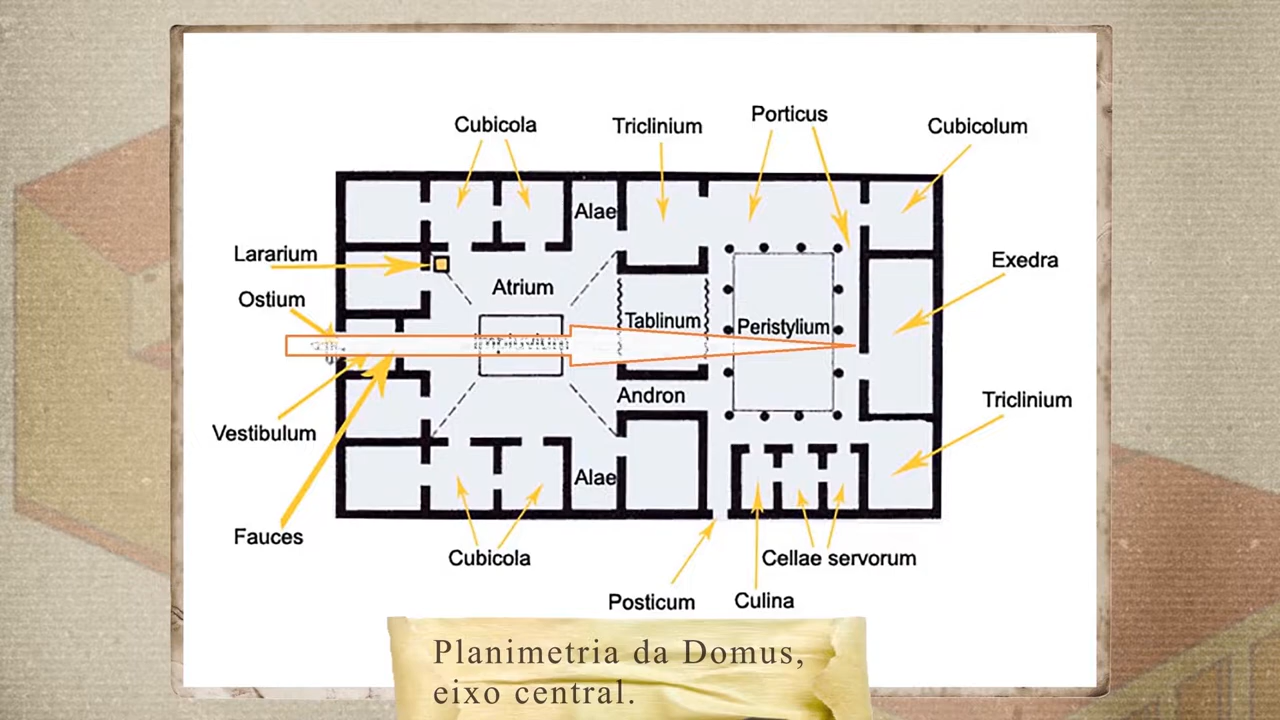 Porticus
Cubicola
Triclinium
Cubicolum
Alae
Lararium
Exedra
Atrium
Ostium
Tablinum
Peristylium
Andron
Triclinium
Vestibulum
Alae
Fauces
Cubicola
Cellae servorum
Posticum
Culina
Planimetria da Domus,
eixo central.